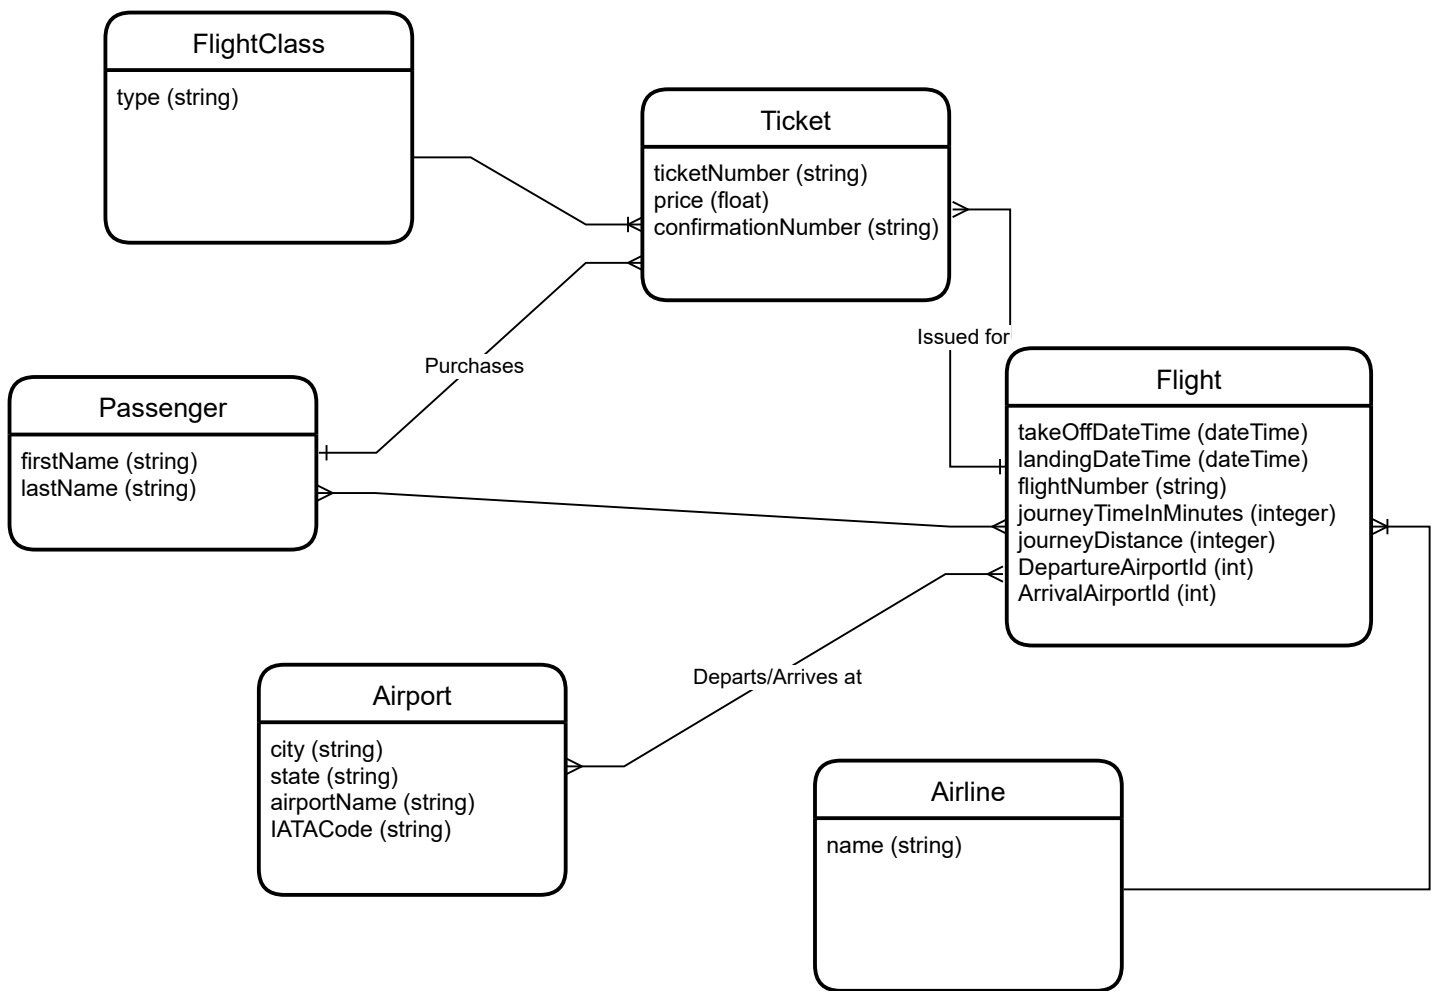 FlightClass
type (string)
Ticket
ticketNumber (string)
price (float)
confirmationNumber (string)
Issued for
Purchases
Passenger
firstName (string)
lastName (string)
Flight
takeOffDateTime (dateTime)
landingDateTime (dateTime)
flightNumber (string)
journeyTimeInMinutes (integer)
journeyDistance (integer)
DepartureAirportId (int)
ArrivalAirportId (int)
Departs/Arrives at
Airport
city (string)
state (string)
airportName (string)
IATACode (string)
Airline
name (string)